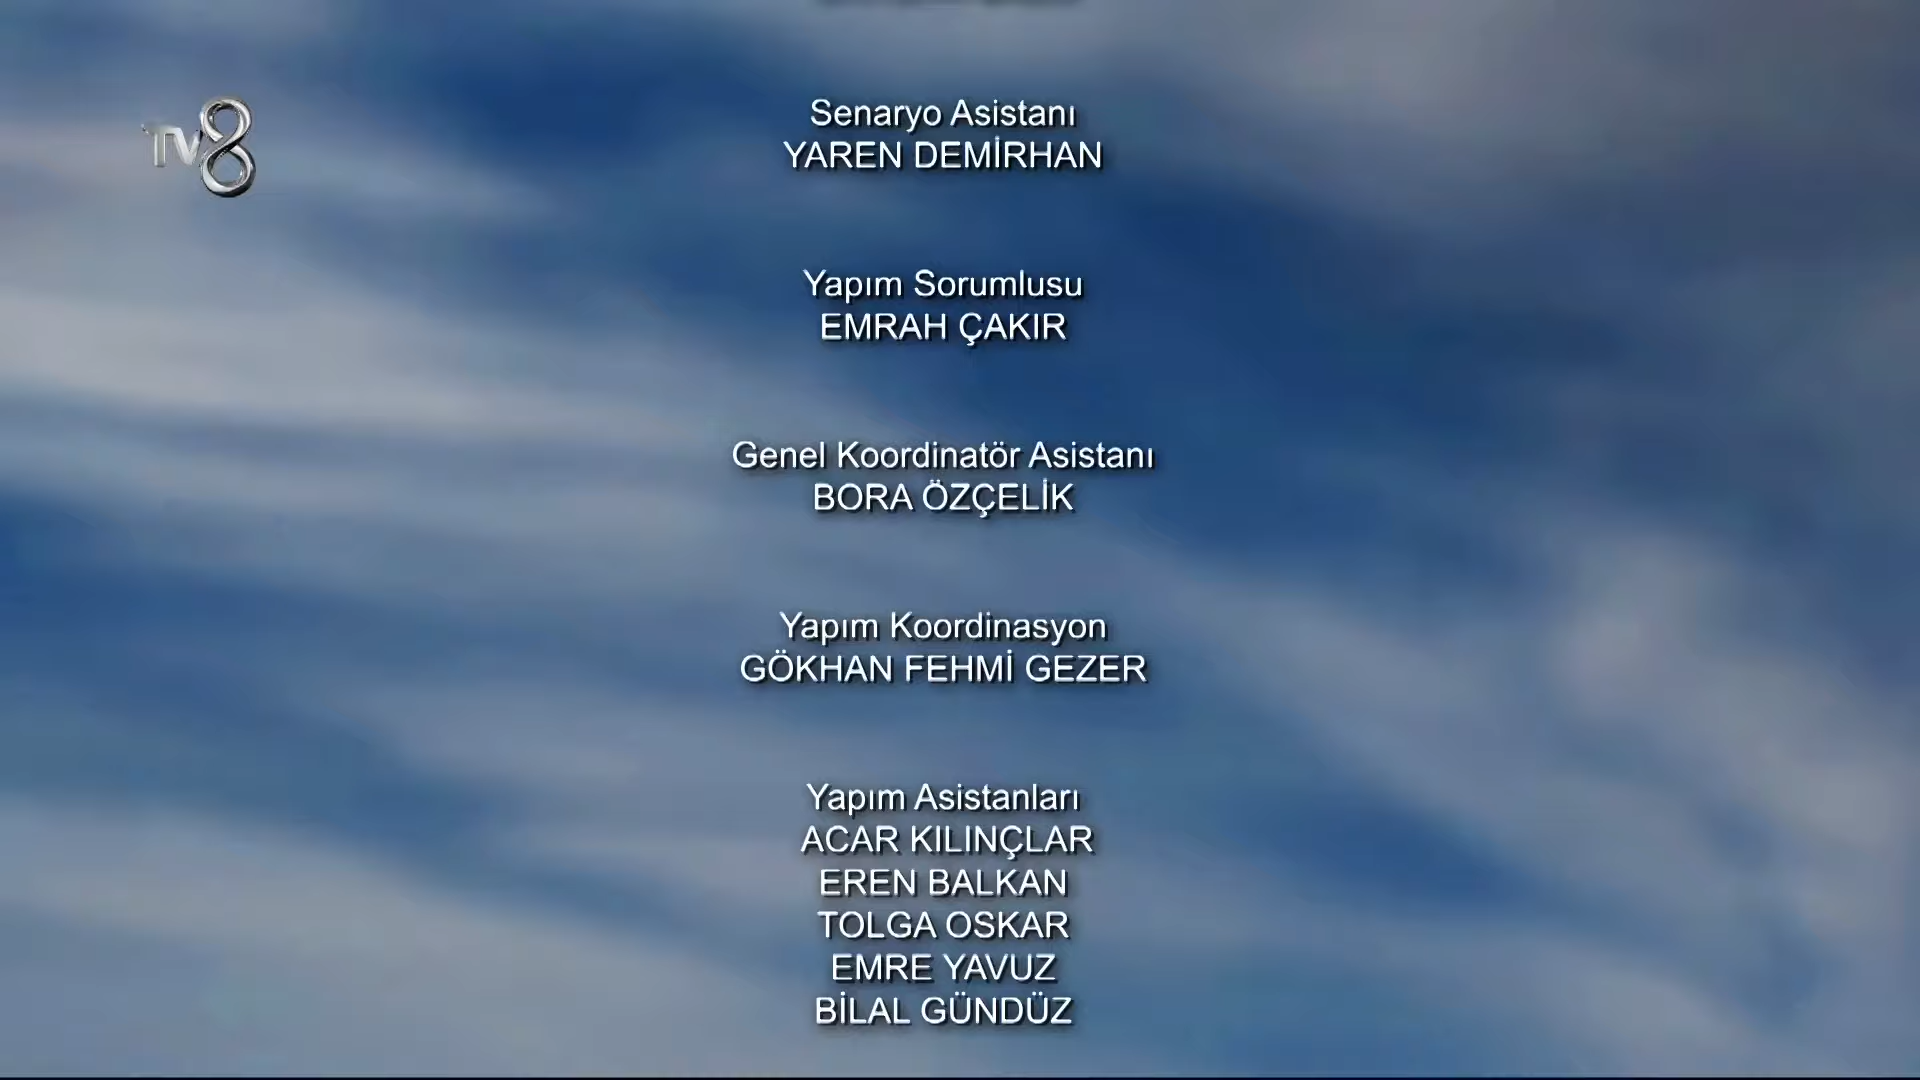 TV8
Senaryo Asistanı
YAREN DEMİRHAN
Yapım Sorumlusu
EMRAH ÇAKIR
Genel Koordinatör Asistanı
BORA ÖZÇELİK
Yapım Koordinasyon
GÖKHAN FEHMİ GEZER
Yapım Asistanları
ACAR KILINÇLAR
EREN BALKAN
TOLGA OSKAR
EMRE YAVUZ
BİLAL GÜNDÜZ